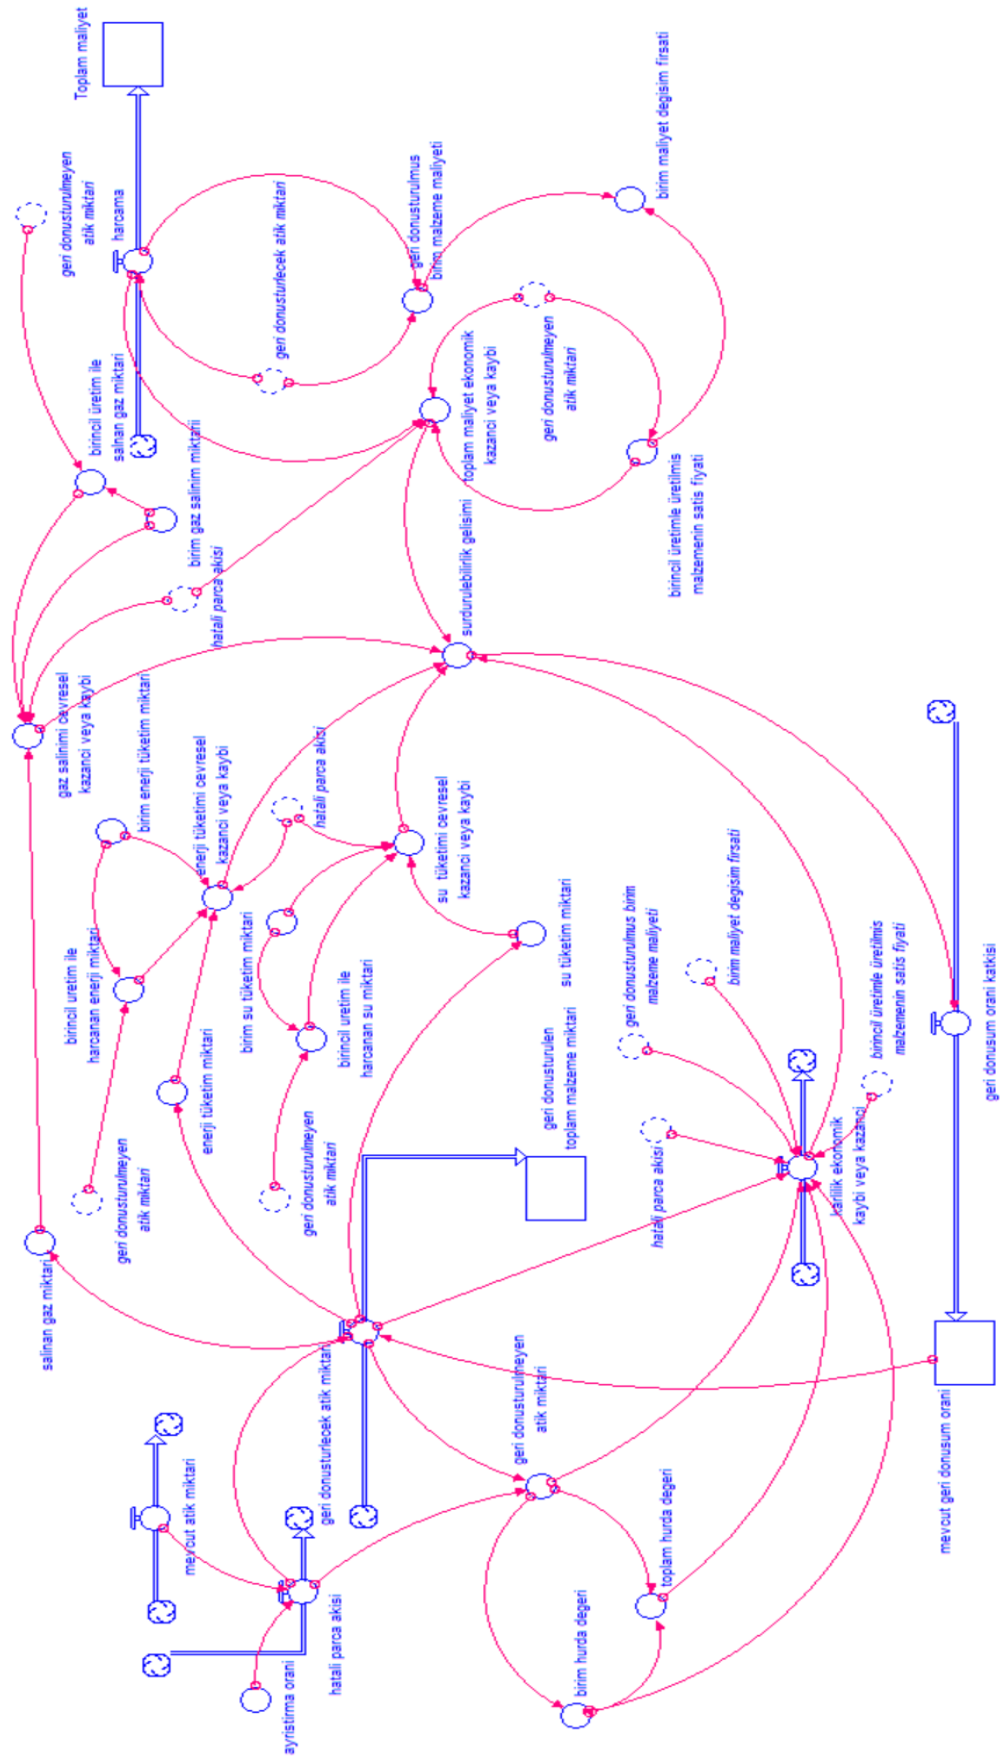 Toplam maliyet
geri donusturulmeyen
atik miktari
harcama
birincil üretim ile
salnan gaz miktari
birim gaz salinim miktarii
hatali parca akisi
geri donusturlecek atik miktari
geri donusturulmus
birim malzeme maliyeti
birim maliyet degisim firsati
toplam maliyet ekonomik
kazanci veya kaybi
geri donusturulmeyen
atik miktari
birincil üretimle üretilmis
malzemenin satis fiyati
surdurulebilirlik gelisimi
gaz salinimi cevresel
kazanci veya kaybi
birim enerji tüketim miktari
enerji tüketimi cevresel
kazanci veya kaybi
hatali parca akisi
su tüketimi cevresel
kazanci veya kaybi
birincil uretim ile
harcanan enerji miktari
birim su tüketim miktari
birincil uretim ile
harcanan su miktari
su tüketim miktari
enerji tüketim miktari
geri donusturulmeyen
atik miktari
geri donusturulmeyen
atik miktari
salinan gaz miktari
geri donusturulen
toplam malzeme miktari
geri donusturulmus birim
malzeme maliyeti
birim maliyet degisim firsati
birincil üretimle üretilmis
malzemenin satis fiyati
hatali parca akisi
karlilik ekonomik
kaybi veya kazanci
geri donusum orani katkisi
mevcut geri donusum orani
mevcut atik miktari
geri donusturlecek atik miktari
hatali parca akisi
ayristirma orani
geri donusturulmeyen
atik miktari
toplam hurda degeri
birim hurda degeri